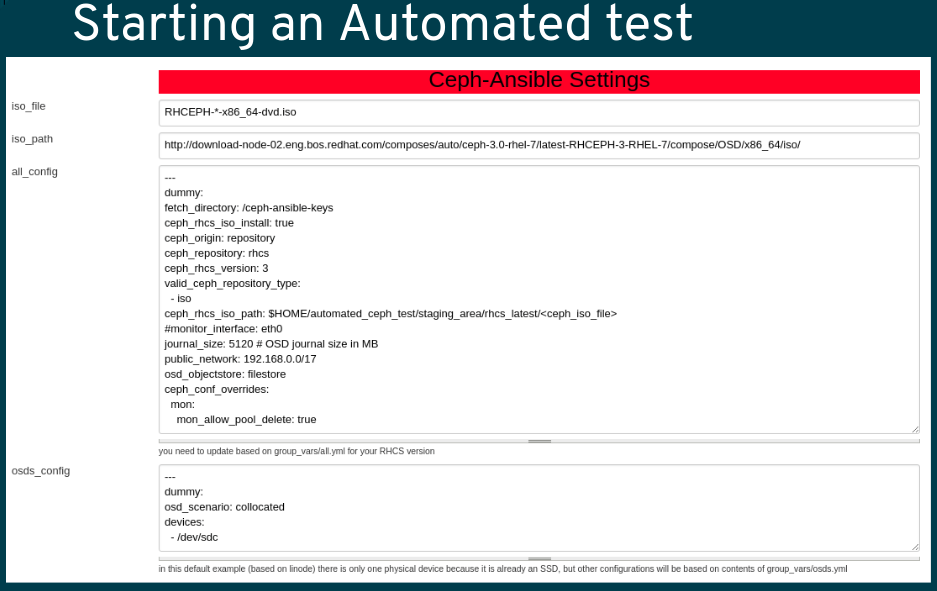 Starting an Automated test
Ceph-Ansible Settings
iso_file
RHCEPH-*-x86_64-dvd.iso
iso_path
http://download-node-02.eng.bos.redhat.com/composes/auto/ceph-3.0-rhel-7/latest-RHCEPH-3-RHEL-7/compose/OSD/x86_64/iso/
all_config
---
dummy:
fetch_directory: /ceph-ansible-keys
ceph_rhcs_iso_install: true
ceph_origin: repository
ceph_repository: rhcs
ceph_rhcs_version: 3
valid_ceph_repository_type:
  - iso
ceph_rhcs_iso_path: $HOME/automated_ceph_test/staging_area/rhcs_latest/<ceph_iso_file>
#monitor_interface: eth0
journal_size: 5120 # OSD journal size in MB
public_network: 192.168.0.0/17
osd_objectstore: filestore
ceph_conf_overrides:
  mon:
    mon_allow_pool_delete: true
you need to update based on group_vars/all.yml for your RHCS version
osds_config
---
dummy:
osd_scenario: collocated
devices:
  - /dev/sdc
in this default example (based on linode) there is only one physical device because it is already an SSD, but other configurations will be based on contents of group_vars/osds.yml